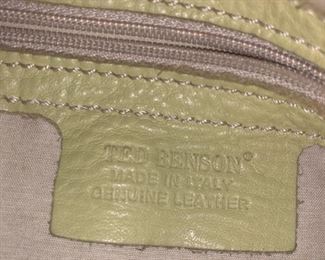 TED BENSON®
MADE IN ITALY
GENUINE LEATHER